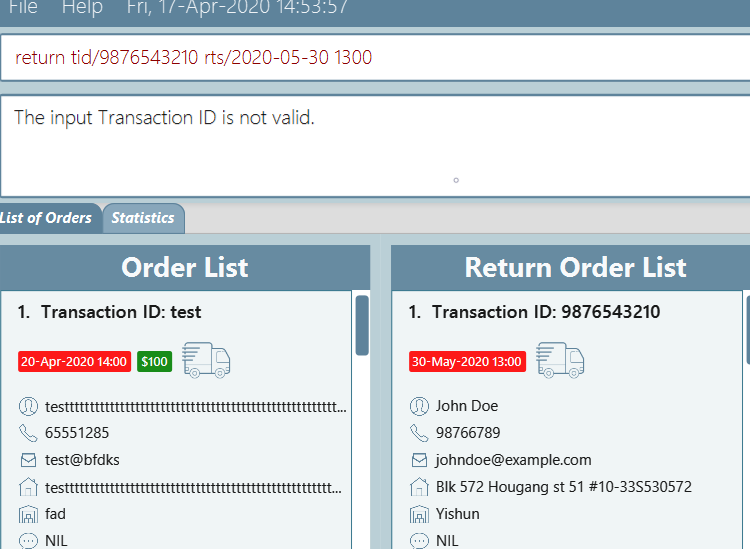 File Help Fri, 17-Apr-2020 14:53:57
return tid/9876543210 rts/2020-05-30 1300
The input Transaction ID is not valid.
List of Orders Statistics
Order List
1. Transaction ID: test
20-Apr-2020 14:00 $100
65551285
test@bfdks
fad
NIL
Return Order List
1. Transaction ID: 9876543210
30-May-2020 13:00
John Doe
98766789
johndoe@example.com
Blk 572 Hougang st 51 #10-33S530572
Yishun
NIL